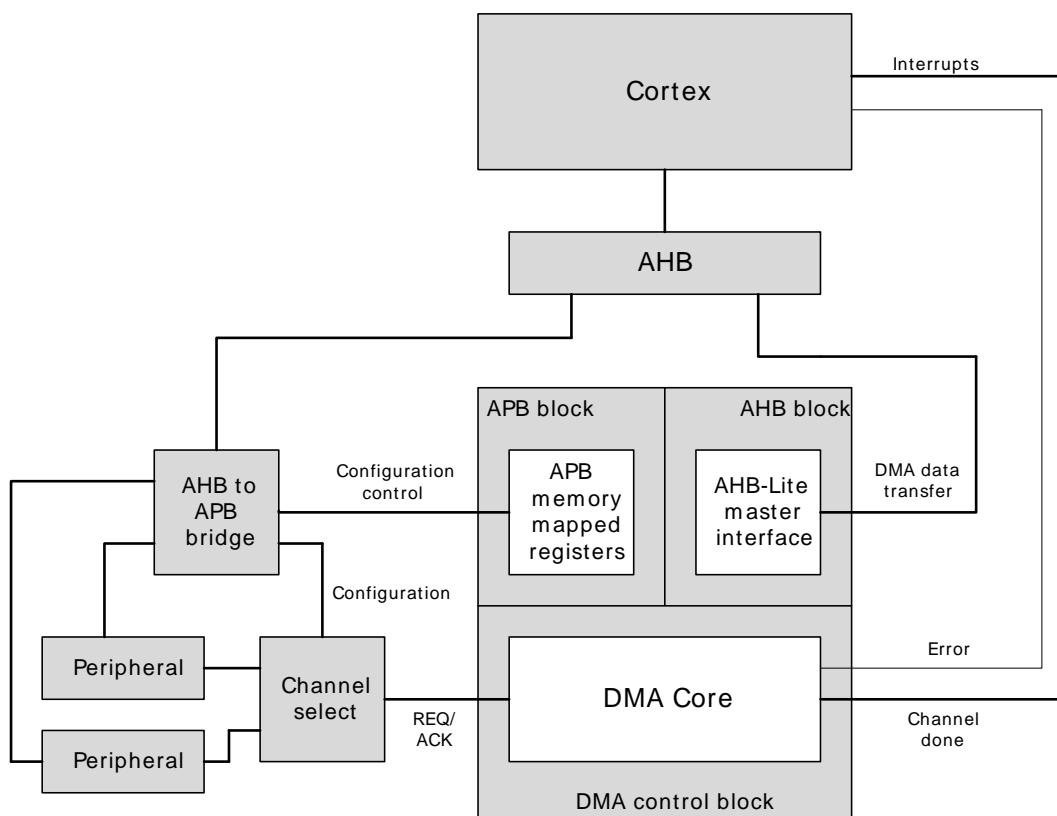 Interrupts
Cortex
AHB
APB block
AHB block
Configuration
control
AHB to
APB
bridge
APB
memory
mapped
registers
AHB-Lite
master
interface
DMA data
transfer
Configuration
Peripheral
Channel
select
Peripheral
REQ/
ACK
DMA Core
Error
Channel
done
DMA control block